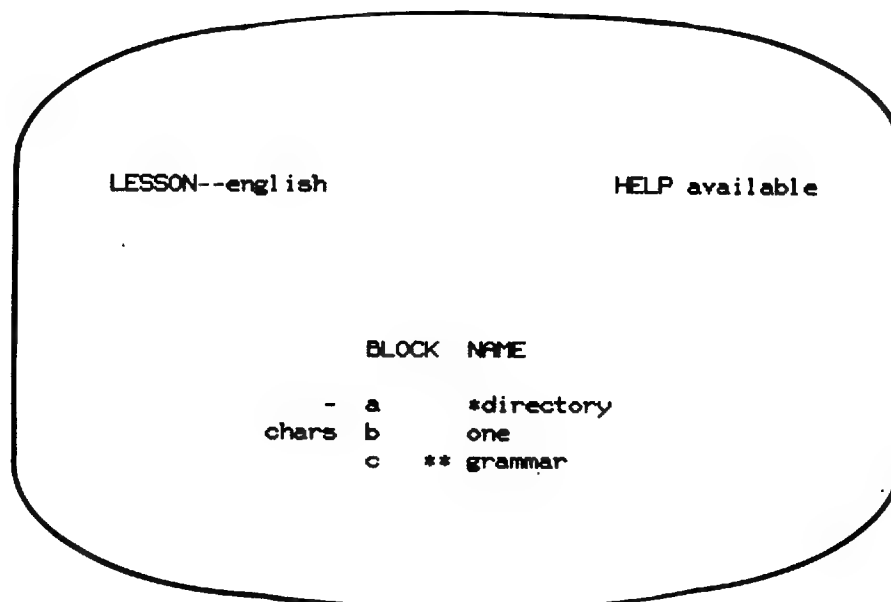 LESSON--english HELP available
BLOCK NAME
- a *directory
chars b one
c ** grammar